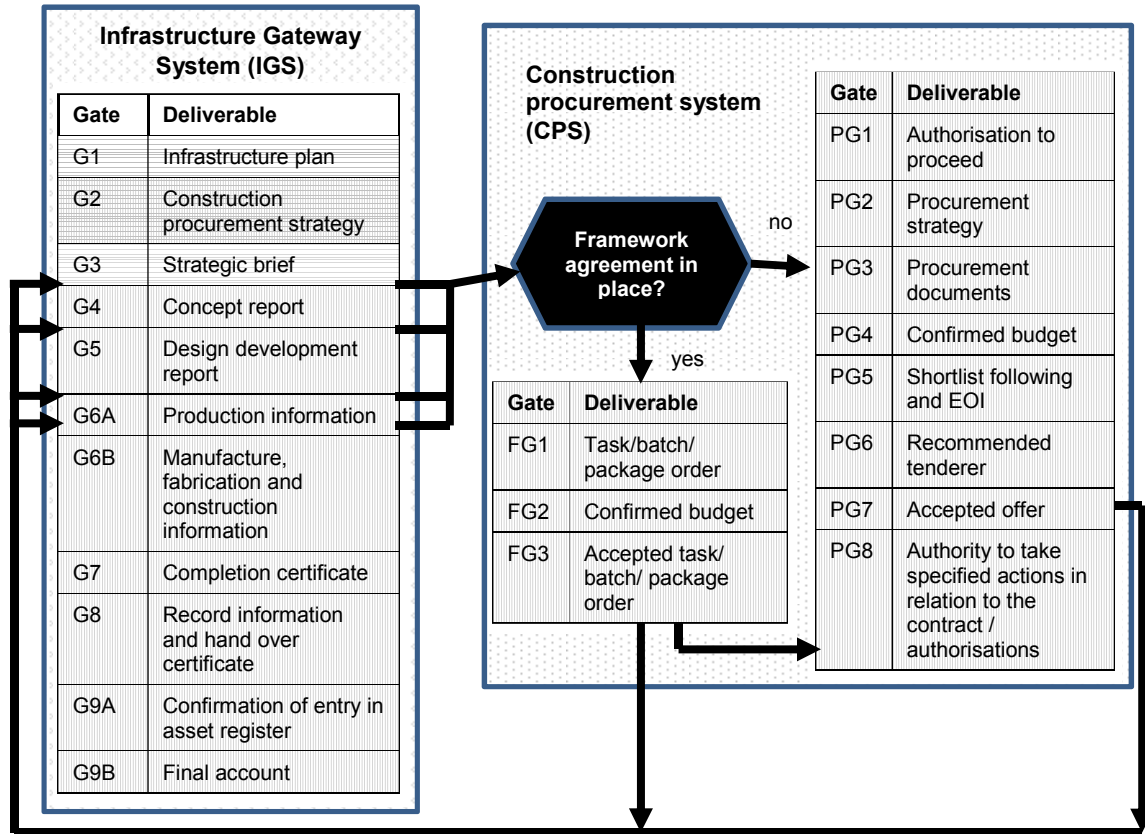 Infrastructure Gateway
System (IGS)
Gate Deliverable
G1 Infrastructure plan
G2 Construction
procurement strategy
G3 Strategic brief
G4 Concept report
G5 Design development
report
G6A Production information
G6B Manufacture,
fabrication and
construction
information
G7 Completion certificate
G8 Record information
and hand over
certificate
G9A Confirmation of entry in
asset register
G9B Final account
Construction
procurement system
(CPS)
Framework
agreement in
place?
no
yes
Gate Deliverable
FG1 Task/batch/
package order
FG2 Confirmed budget
FG3 Accepted task/
batch/ package
order
Gate Deliverable
PG1 Authorisation to
proceed
PG2 Procurement
strategy
PG3 Procurement
documents
PG4 Confirmed budget
PG5 Shortlist following
and EOI
PG6 Recommended
tenderer
PG7 Accepted offer
PG8 Authority to take
specified actions in
relation to the
contract /
authorisations